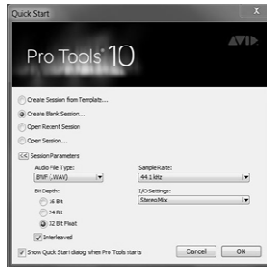 Quick Start
X
AVID
Pro Tools® 10
Create Session from Template...
Create Blank Session...
Open Recent Session
Open Session...
<< Session Parameters
Audio File Type:
Sample Rate:
BWF (.WAV)
44.1 kHz
Bit Depth:
I/O Settings:
16 Bit
Stereo Mix
24 Bit
32 Bit Float
Interleaved
Show Quick Start dialog when Pro Tools starts
Cancel
OK